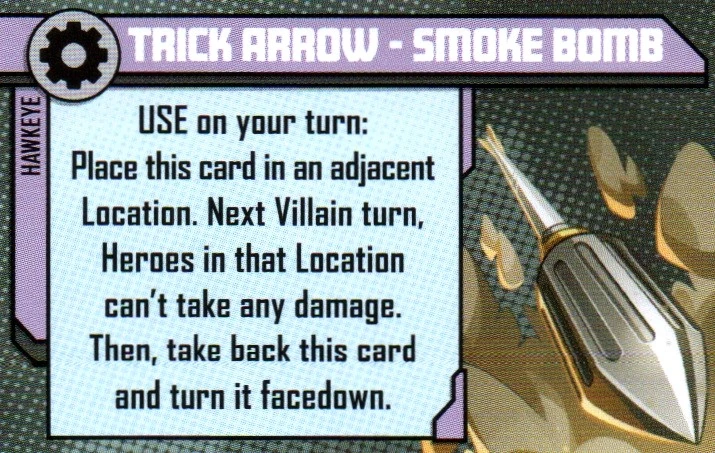 TRICK ARROW - SMOKE BOMB
HAWKEYE
USE on your turn:
Place this card in an adjacent
Location. Next Villain turn,
Heroes in that Location
can't take any damage.
Then, take back this card
and turn it facedown.